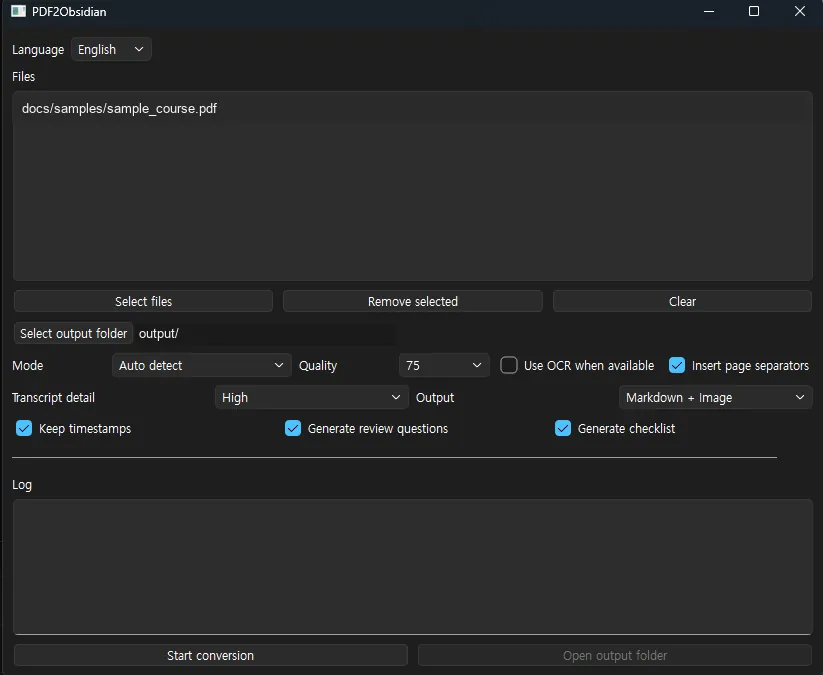 PDF2Obsidian
Language English
Files
docs/samples/sample_course.pdf
Select files Remove selected Clear
Select output folder output/
Mode Auto detect Quality 75 Use OCR when available Insert page separators
Transcript detail High Output Markdown + Image
Keep timestamps Generate review questions Generate checklist
Log
Start conversion Open output folder